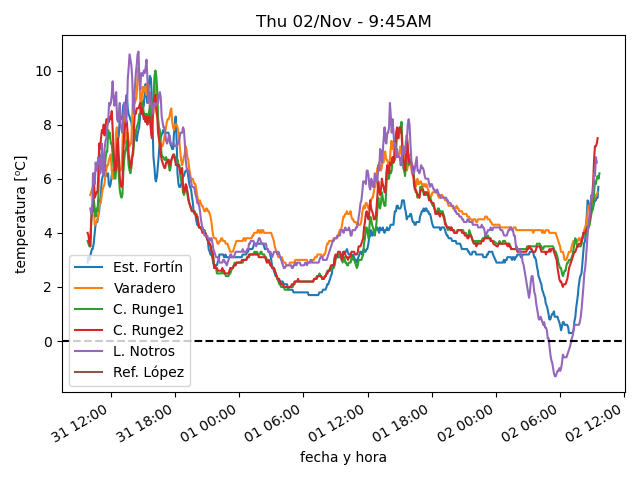 Thu 02/Nov - 9:45AM
temperatura [ºC]
10
8
6
4
2
0
Est. Fortín
Varadero
C. Runge1
C. Runge2
L. Notros
Ref. López
31 12:00
31 18:00
01 00:00
01 06:00
01 12:00
01 18:00
02 00:00
02 06:00
02 12:00
fecha y hora